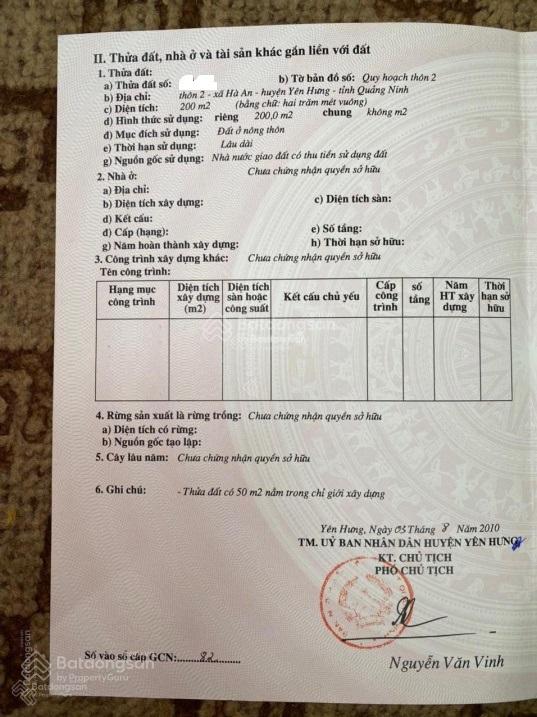 II. Thửa đất, nhà ở và tài sản khác gắn liền với đất
1. Thửa đất:
a) Thửa đất số: b) Tờ bản đồ số: Quy hoạch thôn 2
b) Địa chỉ: thôn 2 - xã Hà An - huyện Yên Hưng - tỉnh Quảng Ninh
c) Diện tích: 200 m2 (bằng chữ: hai trăm mét vuông)
d) Hình thức sử dụng: riêng 200,0 m2 chung không m2
đ) Mục đích sử dụng: Đất ở nông thôn
e) Thời hạn sử dụng: Lâu dài
g) Nguồn gốc sử dụng: Nhà nước giao đất có thu tiền sử dụng đất
2. Nhà ở: Chưa chứng nhận quyền sở hữu
a) Địa chỉ:
b) Diện tích xây dựng: c) Diện tích sàn:
d) Kết cấu:
đ) Cấp (hạng): e) Số tầng:
g) Năm hoàn thành xây dựng: h) Thời hạn sở hữu:
3. Công trình xây dựng khác: Chưa chứng nhận quyền sở hữu
Tên công trình:
Hạng mục công trình | Diện tích xây dựng (m2) | Diện tích sàn hoặc công suất | Kết cấu chủ yếu | Cấp công trình | số tầng | Năm HT xây dựng | Thời hạn sở hữu
4. Rừng sản xuất là rừng trồng: Chưa chứng nhận quyền sở hữu
a) Diện tích có rừng:
b) Nguồn gốc tạo lập:
5. Cây lâu năm: Chưa chứng nhận quyền sở hữu
6. Ghi chú: - Thửa đất có 50 m2 nằm trong chỉ giới xây dựng
Yên Hưng, Ngày 03 Tháng 8 Năm 2010
TM. UỶ BAN NHÂN DÂN HUYỆN YÊN HƯNG
KT. CHỦ TỊCH
PHÓ CHỦ TỊCH
Số vào sổ cấp GCN: 82
Nguyễn Văn Vinh
Batdongsan
by PropertyGuru